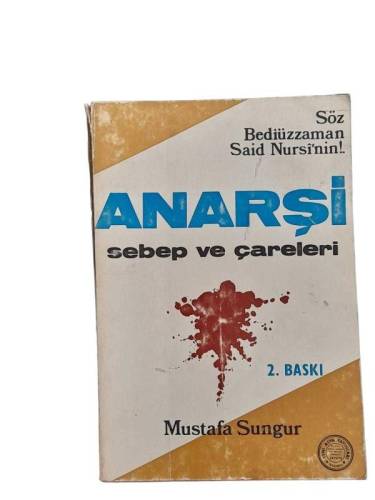 Söz
Bediüzzaman
Said Nursi'nin!.
ANARŞİ
sebep ve çareleri
2. BASKI
Mustafa Sungur